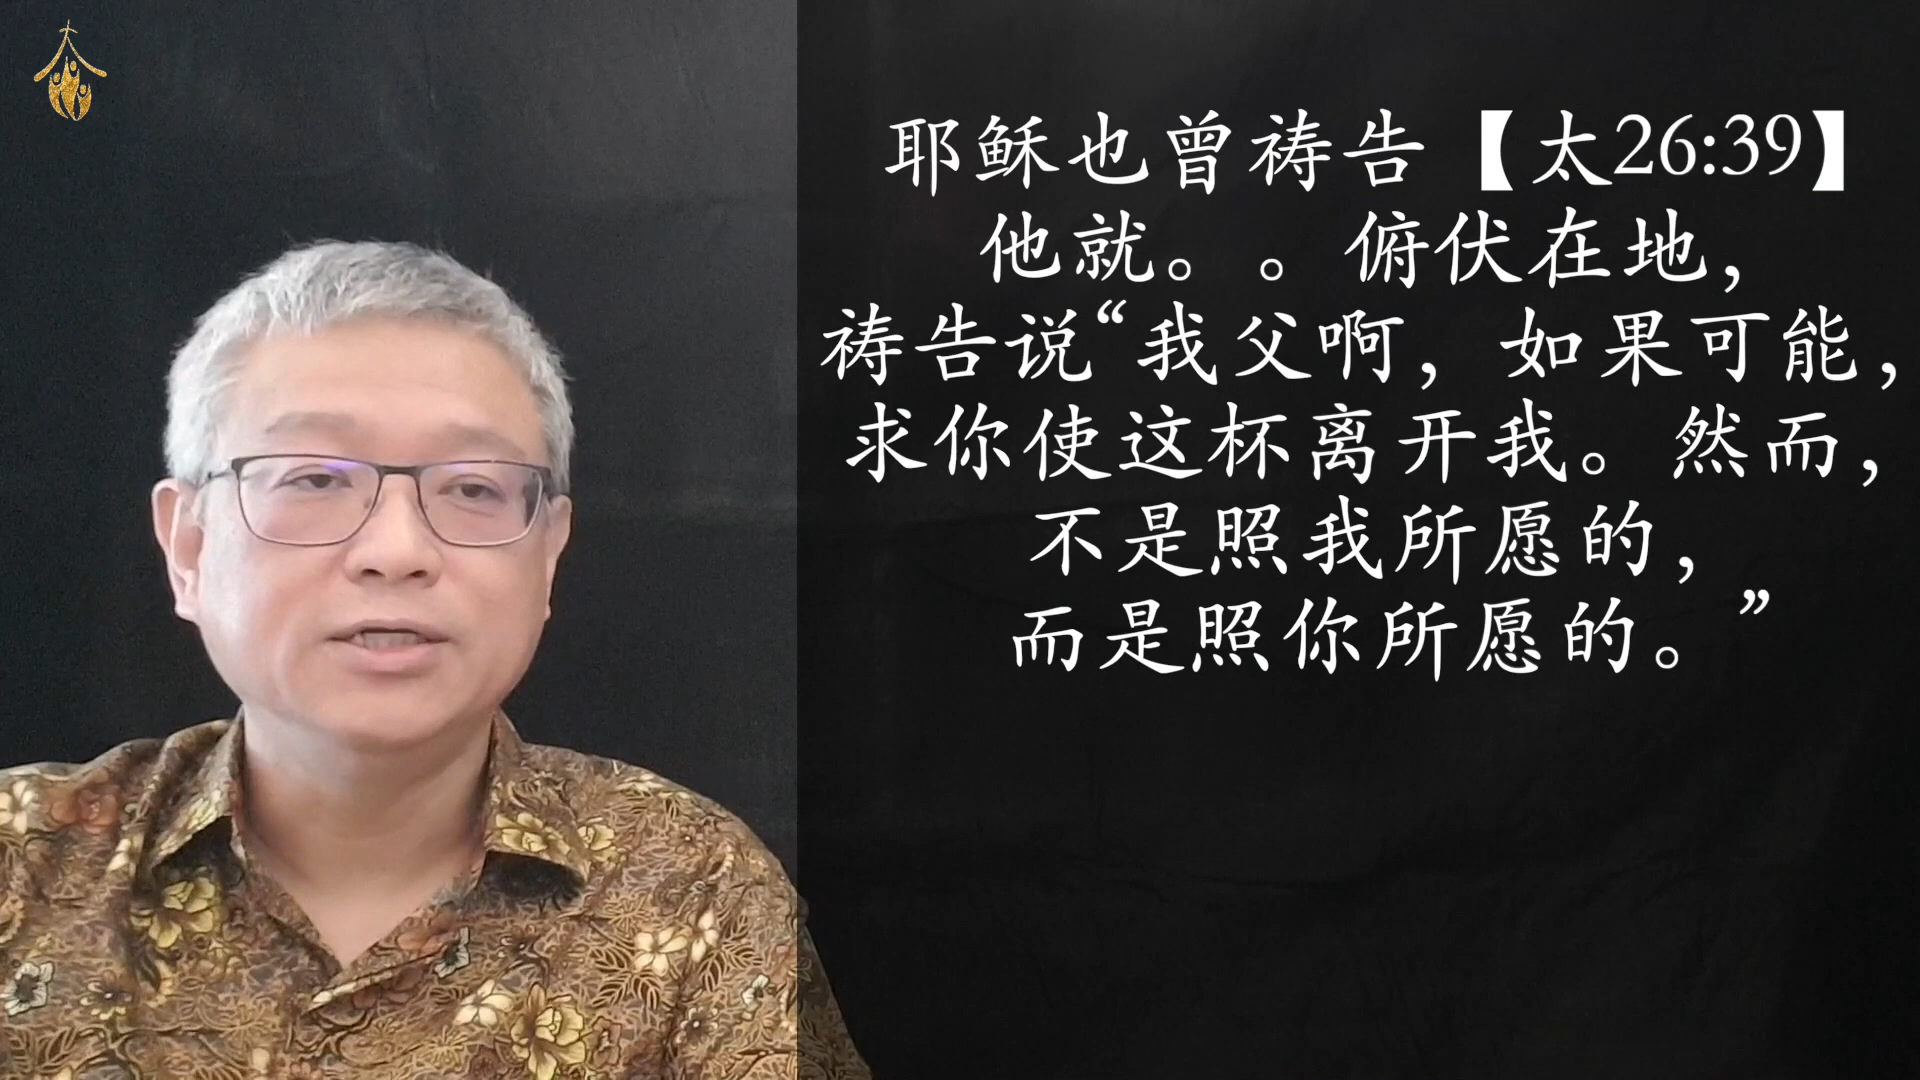 耶稣也曾祷告【太26:39】
他就。。俯伏在地，
祷告说“我父啊，如果可能，
求你使这杯离开我。然而，
不是照我所愿的，
而是照你所愿的。”